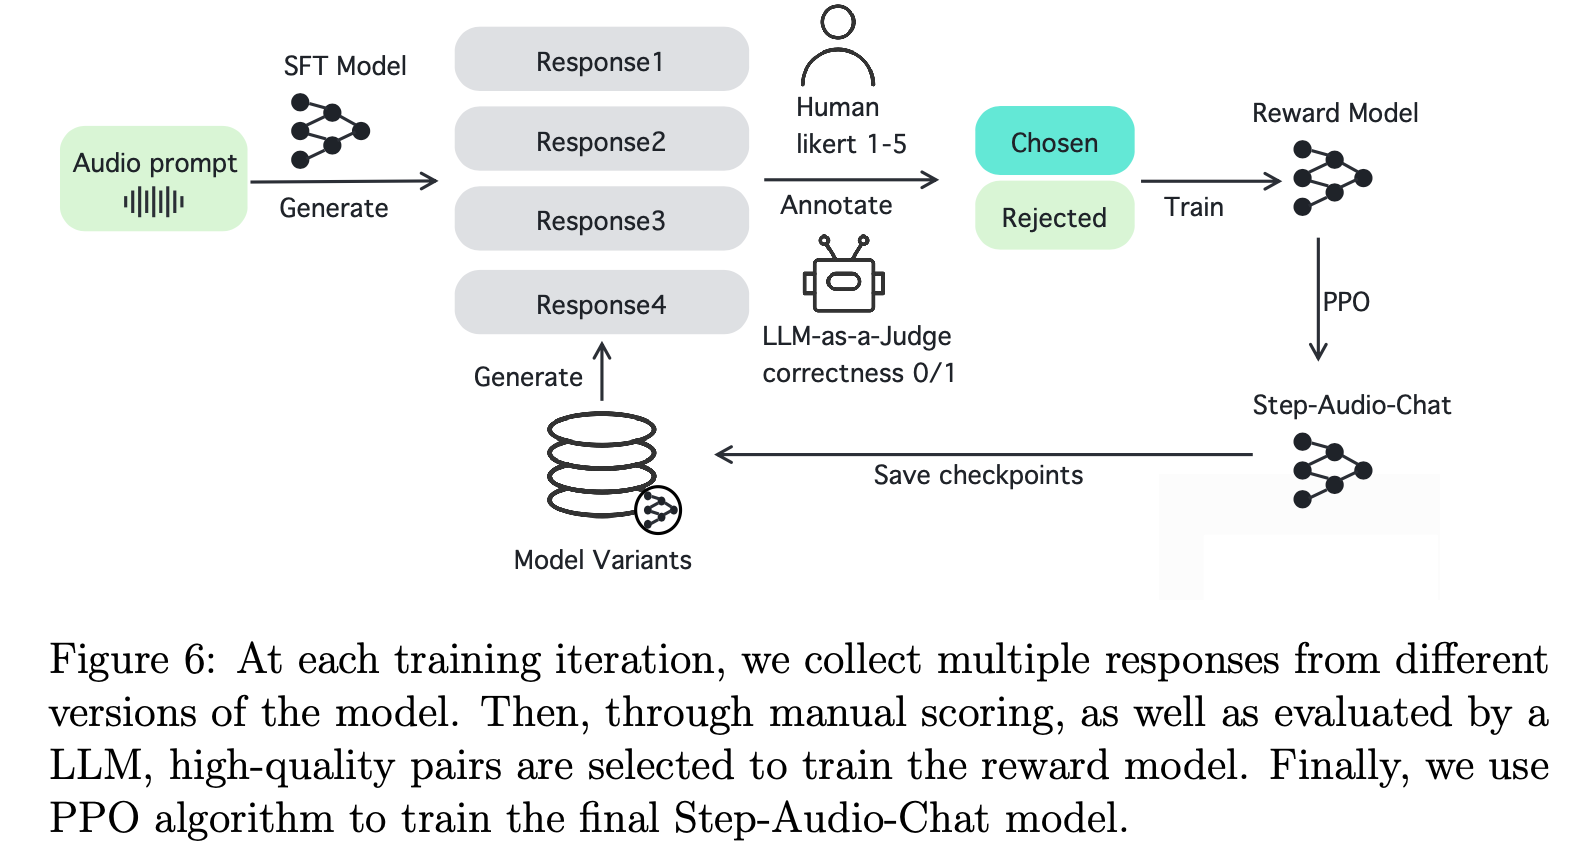 SFT Model
Audio prompt
Generate
Response1
Response2
Response3
Response4
Generate
Model Variants
Human
likert 1-5
Annotate
LLM-as-a-Judge
correctness 0/1
Chosen
Rejected
Train
Reward Model
PPO
Step-Audio-Chat
Save checkpoints
Figure 6: At each training iteration, we collect multiple responses from different
versions of the model. Then, through manual scoring, as well as evaluated by a
LLM, high-quality pairs are selected to train the reward model. Finally, we use
PPO algorithm to train the final Step-Audio-Chat model.